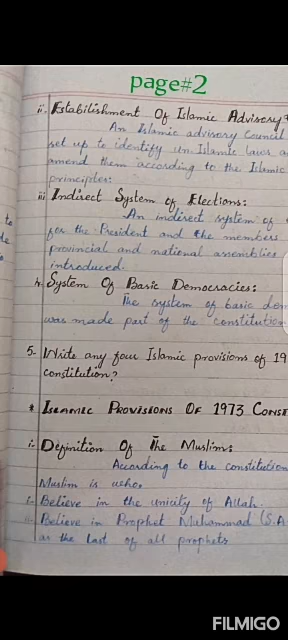 page#2
ii. Estabilishment Of Islamic Advisory
An Islamic advisory council
set up to identify un-Islamic laws
amend them according to the Islamic
principles.
iii. Indirect System of Elections:
An indirect system of
for the President and the members
provincial and national assemblies
introduced.
System Of Basic Democracies:
The system of basic
was made part of the constitution
5. Write any four Islamic provisions of 19
constitution?
* ISLAMIC PROVISIONS OF 1973 CONS
i. Definition Of The Muslim:
According to the constitution
Muslim is who,
Believe in the unicity of Allah.
Believe in Prophet Muhammad (S.A
as the last of all prophets
FILMIGO